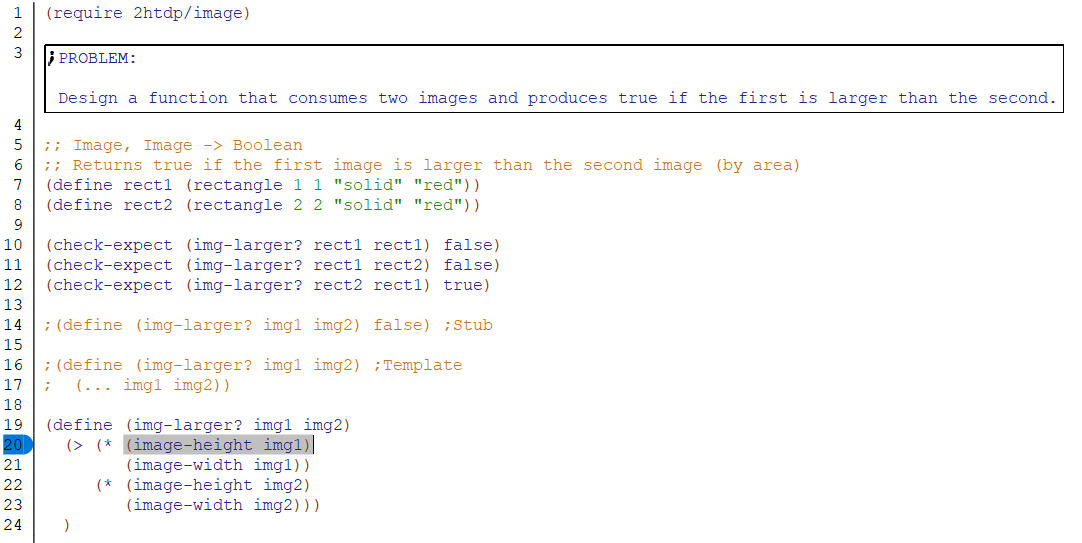 1 (require 2htdp/image)
2
3 ;PROBLEM:
Design a function that consumes two images and produces true if the first is larger than the second.
4
5 ;; Image, Image -> Boolean
6 ;; Returns true if the first image is larger than the second image (by area)
7 (define rect1 (rectangle 1 1 "solid" "red"))
8 (define rect2 (rectangle 2 2 "solid" "red"))
9
10 (check-expect (img-larger? rect1 rect1) false)
11 (check-expect (img-larger? rect1 rect2) false)
12 (check-expect (img-larger? rect2 rect1) true)
13
14 ;(define (img-larger? img1 img2) false) ;Stub
15
16 ;(define (img-larger? img1 img2) ;Template
17 ;  (... img1 img2))
18
19 (define (img-larger? img1 img2)
20   (> (* (image-height img1)
21         (image-width img1))
22      (* (image-height img2)
23         (image-width img2)))
24   )